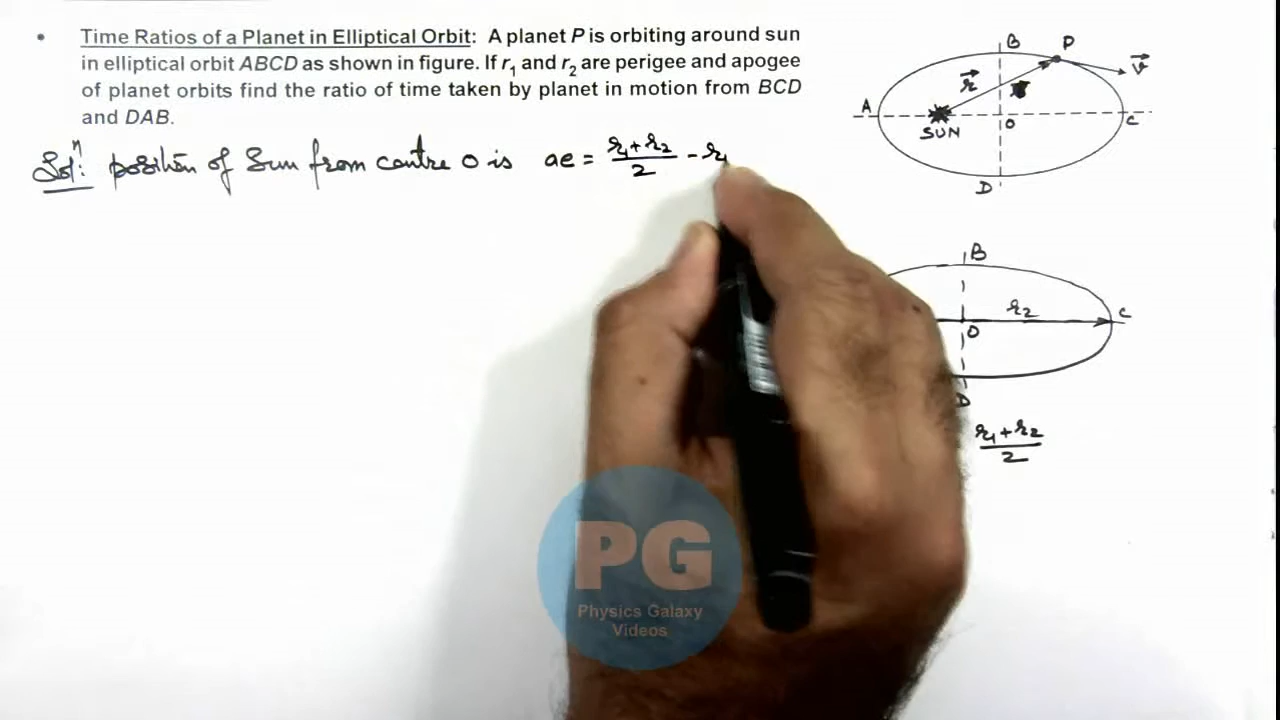 • Time Ratios of a Planet in Elliptical Orbit: A planet P is orbiting around sun
in elliptical orbit ABCD as shown in figure. If r₁ and r₂ are perigee and apogee
of planet orbits find the ratio of time taken by planet in motion from BCD
and DAB.
Solⁿ: position of Sun from centre O is ae = (r₁+r₂)/2 - r₁
B P
v⃗
r⃗
A
SUN O C
D
B
r₂ C
O
D
(r₁+r₂)/2
PG
Physics Galaxy
Videos